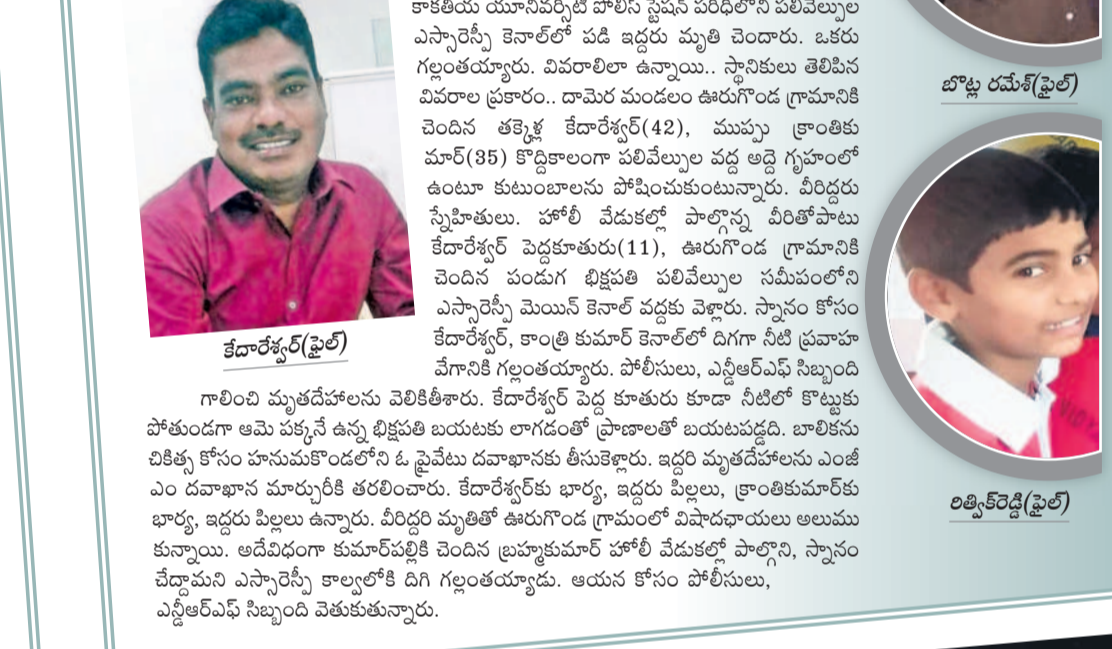 కాకతీయ యూనివర్సిటీ పోలీస్ స్టేషన్ పరిధిలోని పలివేల్పుల
ఎస్సారెస్పీ కెనాల్‌లో పడి ఇద్దరు మృతి చెందారు. ఒకరు
గల్లంతయ్యారు. వివరాలిలా ఉన్నాయి.. స్థానికులు తెలిపిన
వివరాల ప్రకారం.. దామెర మండలం ఊరుగొండ గ్రామానికి
చెందిన తక్కెళ్ల కేదారేశ్వర్(42), ముప్పు క్రాంతికు
మార్(35) కొద్దికాలంగా పలివేల్పుల వద్ద అద్దె గృహంలో
ఉంటూ కుటుంబాలను పోషించుకుంటున్నారు. వీరిద్దరు
స్నేహితులు. హోలీ వేడుకల్లో పాల్గొన్న వీరితోపాటు
కేదారేశ్వర్ పెద్దకూతురు(11), ఊరుగొండ గ్రామానికి
చెందిన పండుగ భిక్షపతి పలివేల్పుల సమీపంలోని
ఎస్సారెస్పీ మెయిన్ కెనాల్ వద్దకు వెళ్లారు. స్నానం కోసం
కేదారేశ్వర్, కాంత్రి కుమార్ కెనాల్‌లో దిగగా నీటి ప్రవాహ
వేగానికి గల్లంతయ్యారు. పోలీసులు, ఎన్డీఆర్ఎఫ్ సిబ్బంది
గాలించి మృతదేహాలను వెలికితీశారు. కేదారేశ్వర్ పెద్ద కూతురు కూడా నీటిలో కొట్టుకు
పోతుండగా ఆమె పక్కనే ఉన్న భిక్షపతి బయటకు లాగడంతో ప్రాణాలతో బయటపడ్డది. బాలికను
చికిత్స కోసం హనుమకొండలోని ఓ ప్రైవేటు దవాఖానకు తీసుకెళ్లారు. ఇద్దరి మృతదేహాలను ఎంజీ
ఎం దవాఖాన మార్చురీకి తరలించారు. కేదారేశ్వర్‌కు భార్య, ఇద్దరు పిల్లలు, క్రాంతికుమార్‌కు
భార్య, ఇద్దరు పిల్లలు ఉన్నారు. వీరిద్దరి మృతితో ఊరుగొండ గ్రామంలో విషాదఛాయలు అలుము
కున్నాయి. అదేవిధంగా కుమార్‌పల్లికి చెందిన బ్రహ్మకుమార్ హోలీ వేడుకల్లో పాల్గొని, స్నానం
చేద్దామని ఎస్సారెస్పీ కాల్వలోకి దిగి గల్లంతయ్యాడు. ఆయన కోసం పోలీసులు,
ఎన్డీఆర్ఎఫ్ సిబ్బంది వెతుకుతున్నారు.
కేదారేశ్వర్(ఫైల్)
బొట్ల రమేశ్(ఫైల్)
రిత్విక్‌రెడ్డి(ఫైల్)